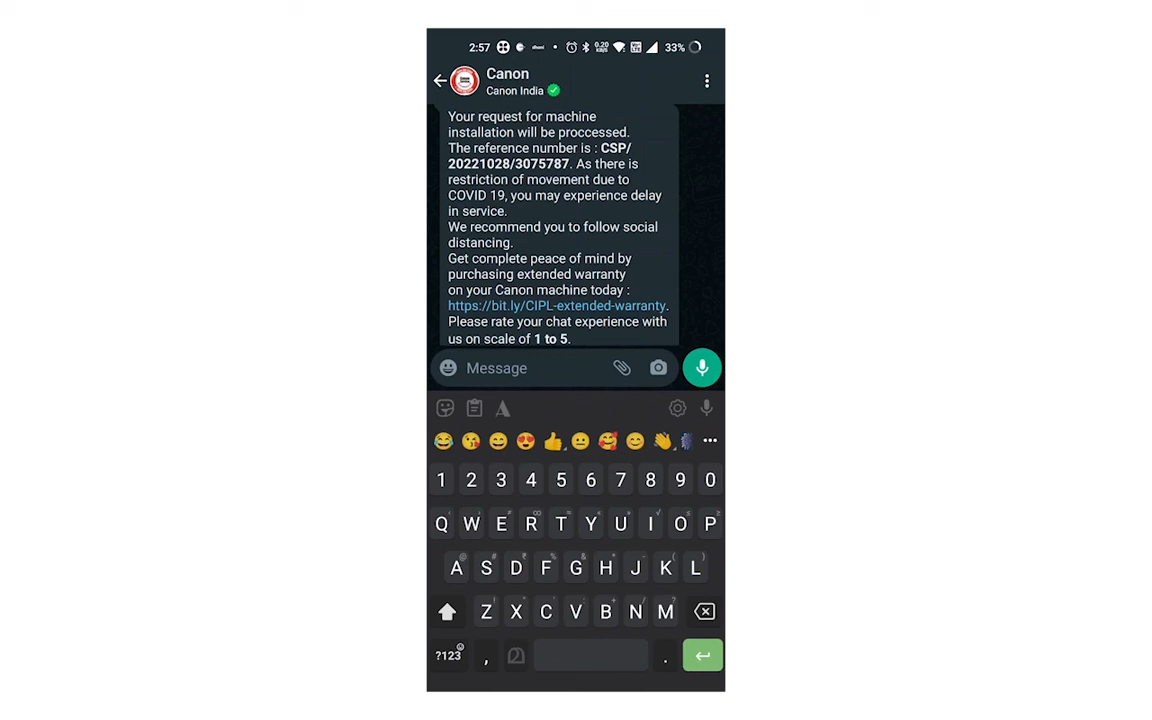 2:57
0.20
KB/S
33%
Canon
Canon India
Your request for machine
installation will be proccessed.
The reference number is : CSP/
20221028/3075787. As there is
restriction of movement due to
COVID 19, you may experience delay
in service.
We recommend you to follow social
distancing.
Get complete peace of mind by
purchasing extended warranty
on your Canon machine today :
https://bit.ly/CIPL-extended-warranty.
Please rate your chat experience with
us on scale of 1 to 5.
Message
1 2 3 4 5 6 7 8 9 0
Q W E R T Y U I O P
A S D F G H J K L
Z X C V B N M
?123 , .